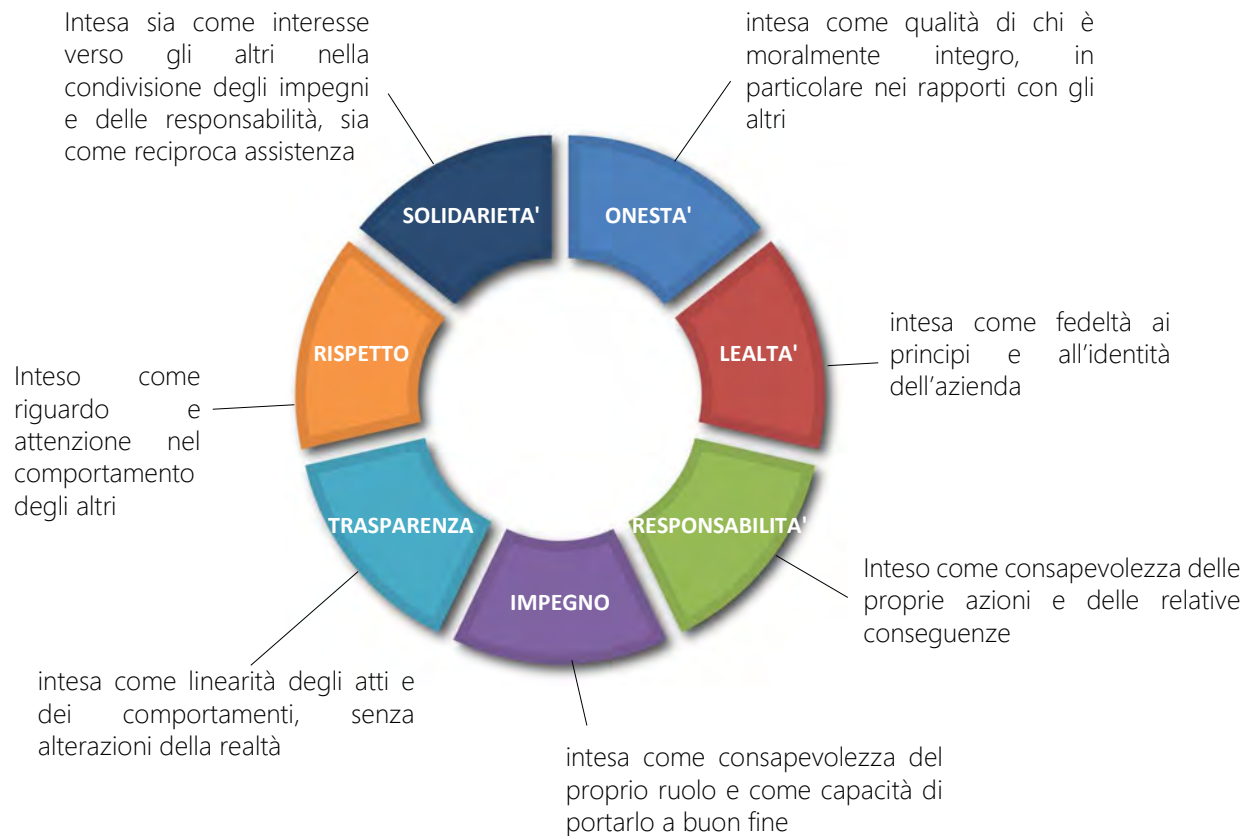 Intesa sia come interesse
verso gli altri nella
condivisione degli impegni
e delle responsabilità, sia
come reciproca assistenza
intesa come qualità di chi è
moralmente integro, in
particolare nei rapporti con gli
altri
SOLIDARIETA'
ONESTA'
RISPETTO
LEALTA'
intesa come fedeltà ai
principi e all'identità
dell'azienda
Inteso come
riguardo e
attenzione nel
comportamento
degli altri
TRASPARENZA
RESPONSABILITA'
IMPEGNO
Inteso come consapevolezza delle
proprie azioni e delle relative
conseguenze
intesa come linearità degli atti e
dei comportamenti, senza
alterazioni della realtà
intesa come consapevolezza del
proprio ruolo e come capacità di
portarlo a buon fine